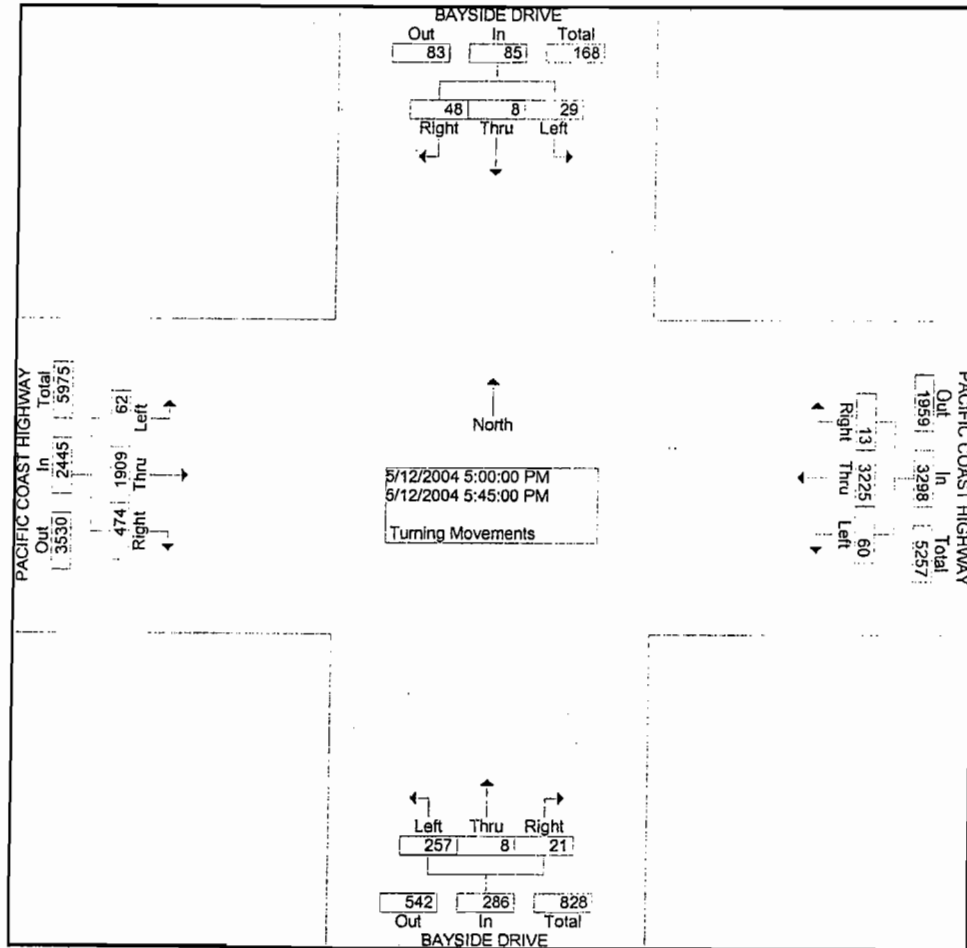 BAYSIDE DRIVE
Out In Total
83 85 168
48 8 29
Right Thru Left
PACIFIC COAST HIGHWAY
Total In Out
5975 2445 3530
62 1909 474
Left Thru Right
North
5/12/2004 5:00:00 PM
5/12/2004 5:45:00 PM
Turning Movements
Right Thru Left
13 3225 60
1959 3298 5257
Out In Total
PACIFIC COAST HIGHWAY
Left Thru Right
257 8 21
542 286 828
Out In Total
BAYSIDE DRIVE